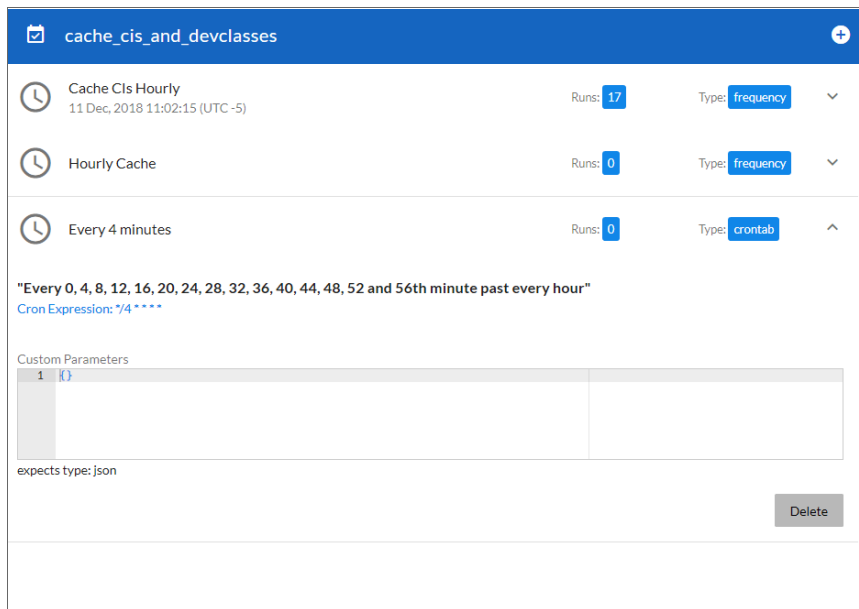 cache_cis_and_devclasses
Cache CIs Hourly
11 Dec, 2018 11:02:15 (UTC -5)
Runs: 17
Type: frequency
Hourly Cache
Runs: 0
Type: frequency
Every 4 minutes
Runs: 0
Type: crontab
"Every 0, 4, 8, 12, 16, 20, 24, 28, 32, 36, 40, 44, 48, 52 and 56th minute past every hour"
Cron Expression: */4 * * * *
Custom Parameters
1 {}
expects type: json
Delete